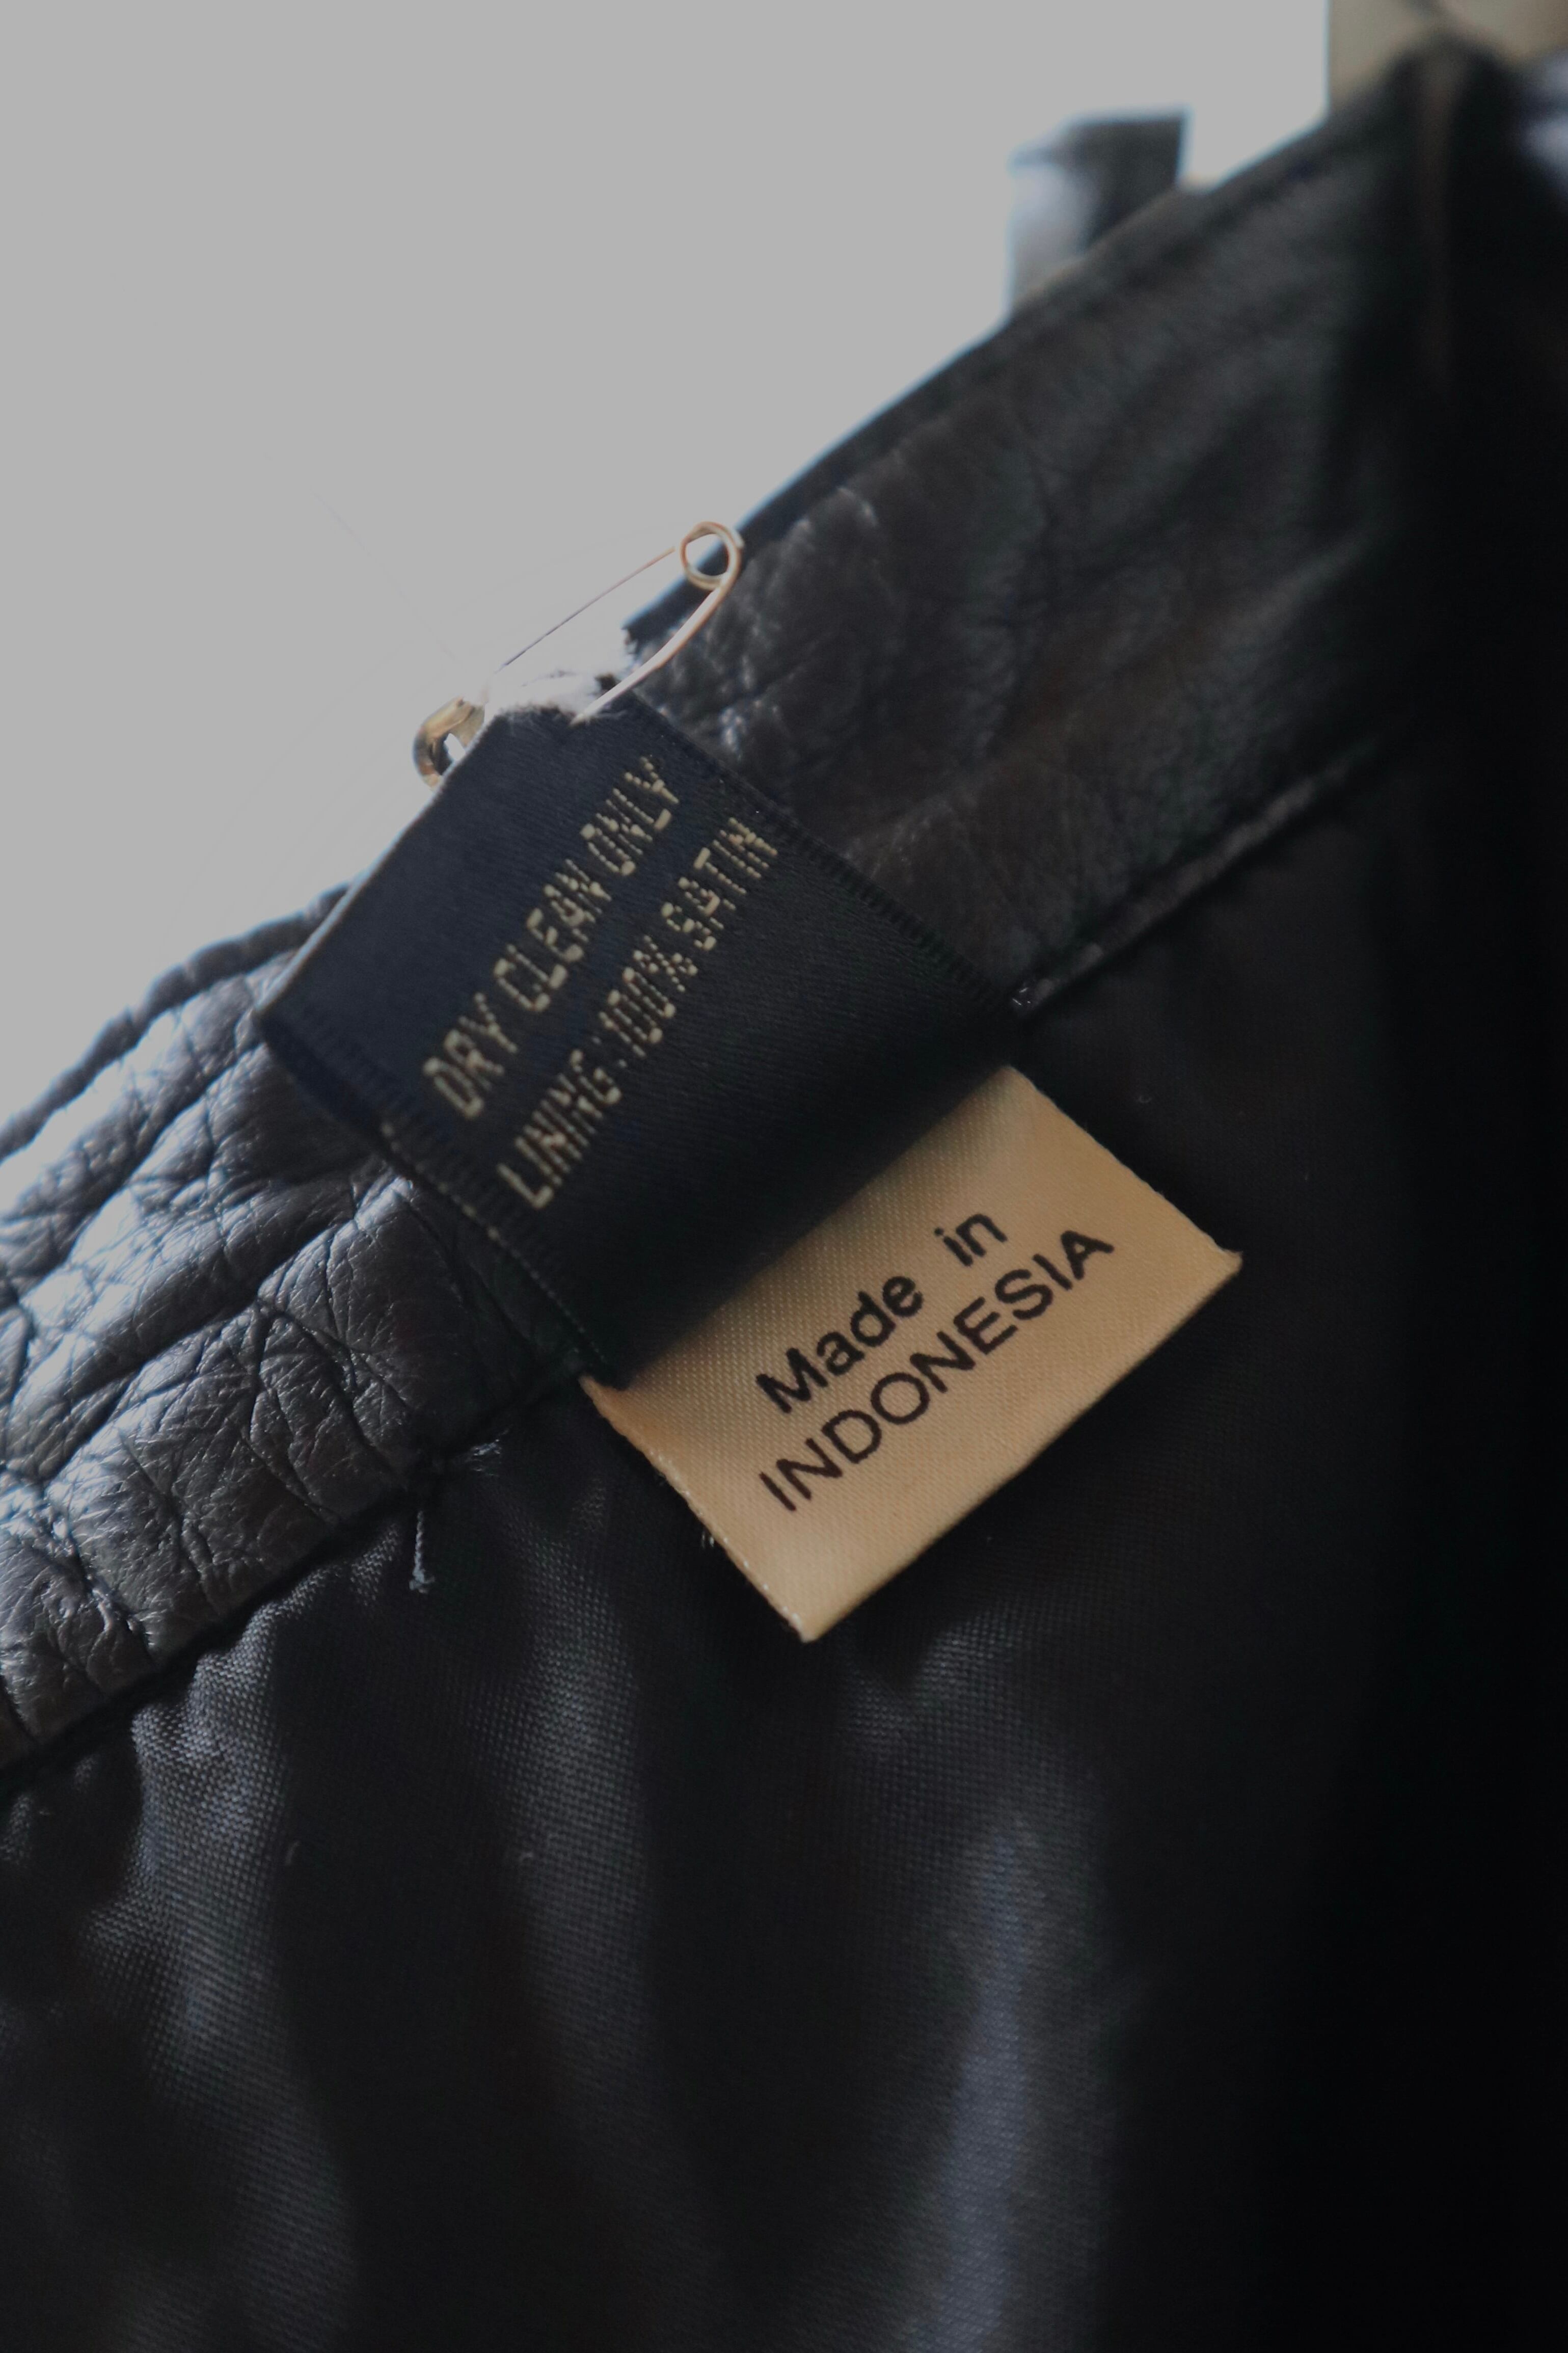 DRY CLEAN ONLY
LINING :100% SATIN
Made in
INDONESIA